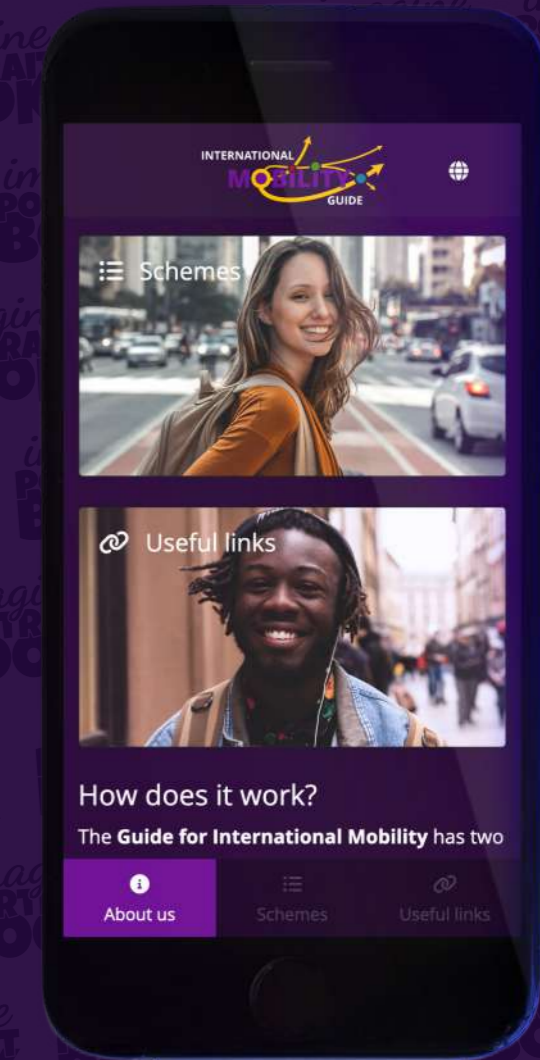 INTERNATIONAL
MOBILITY
GUIDE
Schemes
Useful links
How does it work?
The Guide for International Mobility has two
About us
Schemes
Useful links